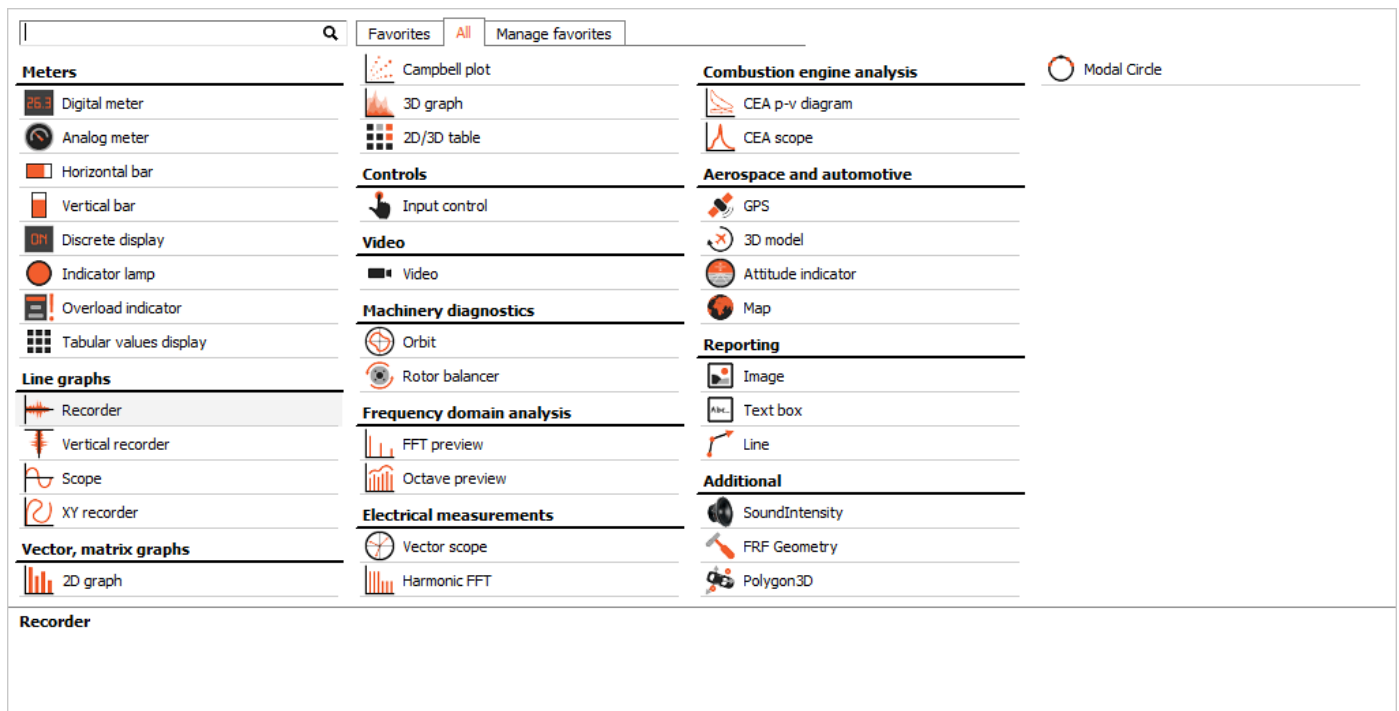 Favorites
All
Manage favorites
Meters
26.3 Digital meter
Analog meter
Horizontal bar
Vertical bar
ON Discrete display
Indicator lamp
Overload indicator
Tabular values display
Line graphs
Recorder
Vertical recorder
Scope
XY recorder
Vector, matrix graphs
2D graph
Campbell plot
3D graph
2D/3D table
Controls
Input control
Video
Video
Machinery diagnostics
Orbit
Rotor balancer
Frequency domain analysis
FFT preview
Octave preview
Electrical measurements
Vector scope
Harmonic FFT
Combustion engine analysis
CEA p-v diagram
CEA scope
Aerospace and automotive
GPS
3D model
Attitude indicator
Map
Reporting
Image
Abc... Text box
Line
Additional
SoundIntensity
FRF Geometry
Polygon3D
Modal Circle
Recorder